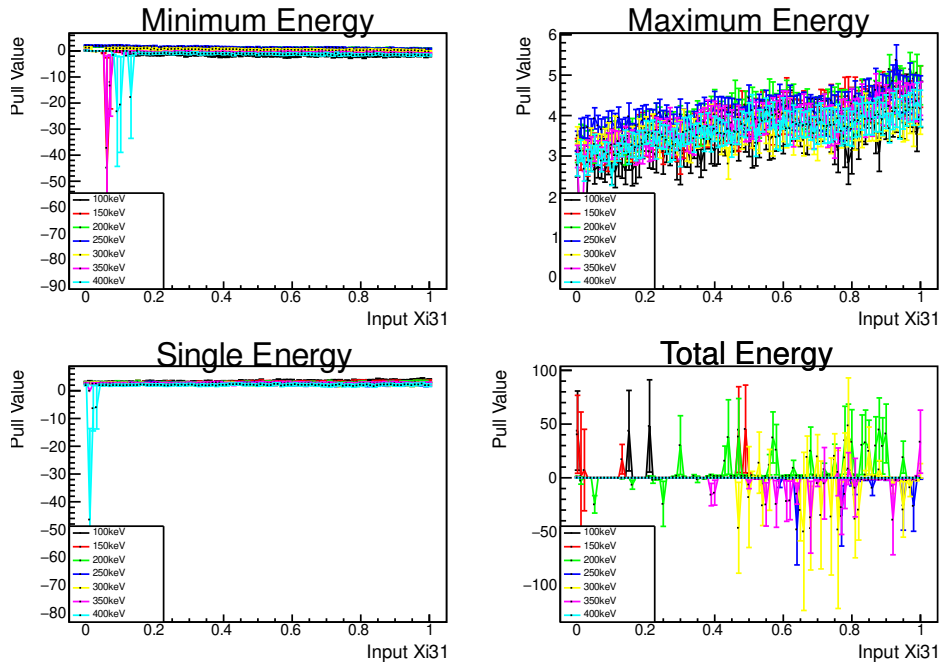 Minimum Energy
Pull Value
0
−10
−20
−30
−40
−50
−60
−70
−80
−90
100keV
150keV
200keV
250keV
300keV
350keV
400keV
0 0.2 0.4 0.6 0.8 1
Input Xi31
Maximum Energy
Pull Value
6
5
4
3
2
1
0
100keV
150keV
200keV
250keV
300keV
350keV
400keV
0 0.2 0.4 0.6 0.8 1
Input Xi31
Single Energy
Pull Value
0
−10
−20
−30
−40
−50
−60
−70
−80
100keV
150keV
200keV
250keV
300keV
350keV
400keV
0 0.2 0.4 0.6 0.8 1
Input Xi31
Total Energy
Pull Value
100
50
0
−50
−100
100keV
150keV
200keV
250keV
300keV
350keV
400keV
0 0.2 0.4 0.6 0.8 1
Input Xi31